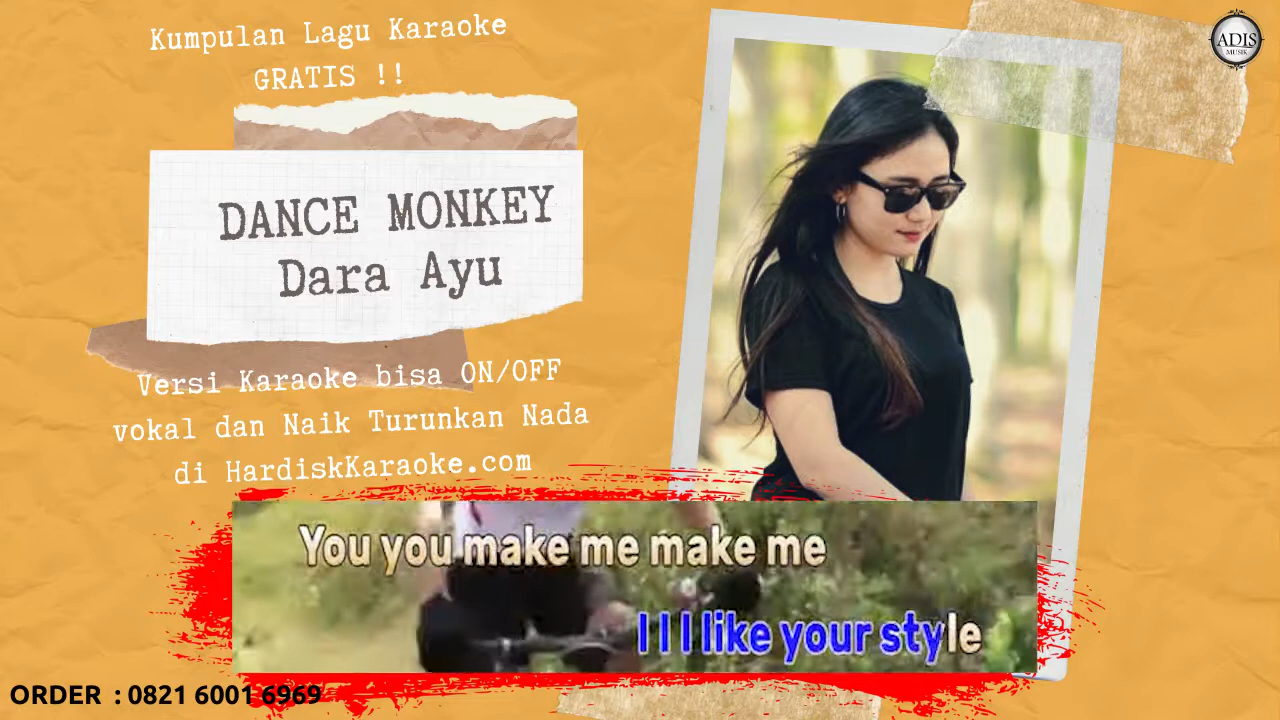 Kumpulan Lagu Karaoke
GRATIS !!
ADIS
MUSIK
DANCE MONKEY
Dara Ayu
Versi Karaoke bisa ON/OFF
vokal dan Naik Turunkan Nada
di HardiskKaraoke.com
You you make me make me
I I I like your style
ORDER : 0821 6001 6969